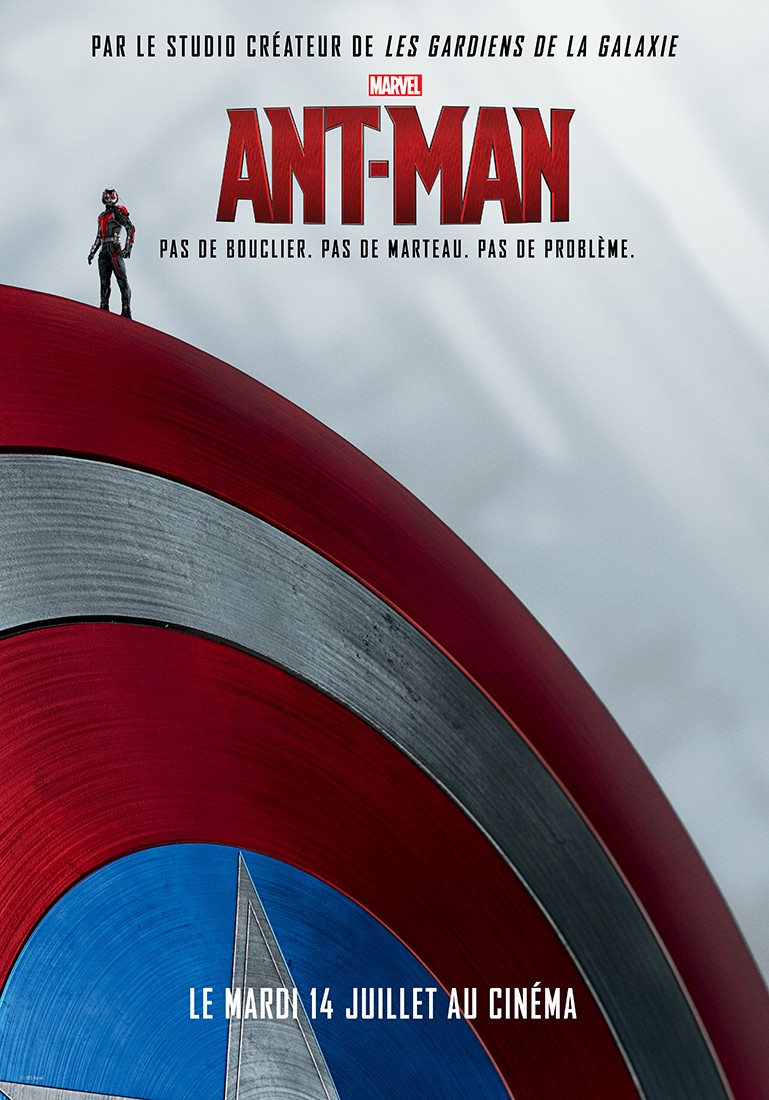 PAR LE STUDIO CRÉATEUR DE LES GARDIENS DE LA GALAXIE
MARVEL
ANT-MAN
PAS DE BOUCLIER. PAS DE MARTEAU. PAS DE PROBLÈME.
LE MARDI 14 JUILLET AU CINÉMA